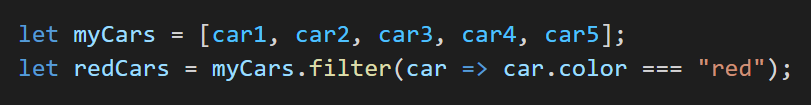 let myCars = [car1, car2, car3, car4, car5];
let redCars = myCars.filter(car => car.color === "red");